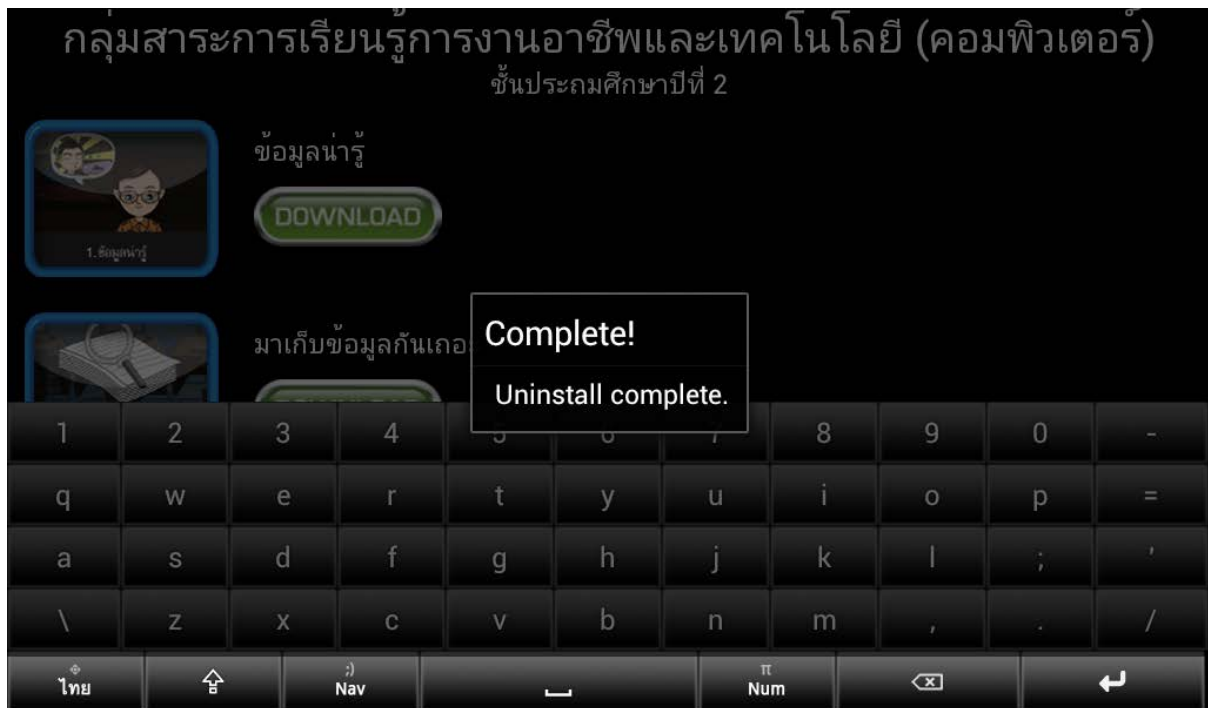 กลุ่มสาระการเรียนรู้การงานอาชีพและเทคโนโลยี (คอมพิวเตอร์)
ชั้นประถมศึกษาปีที่ 2
ข้อมูลน่ารู้
DOWNLOAD
1.ข้อมูลน่ารู้
มาเก็บข้อมูลกันเถอะ
Complete!
Uninstall complete.
1 2 3 4 5 6 7 8 9 0 -
q w e r t y u i o p =
a s d f g h j k l ; '
\ z x c v b n m , . /
ไทย ;) Nav π Num